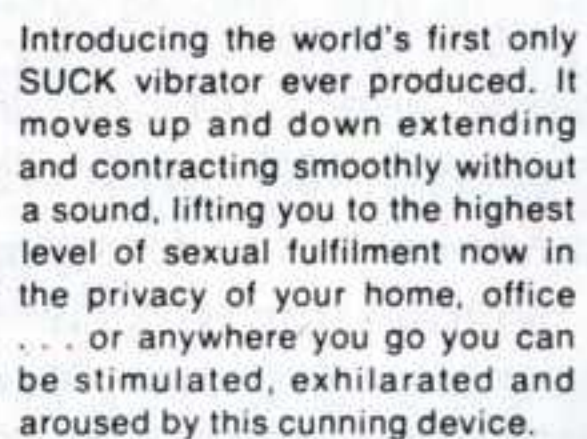 Introducing the world's first only
SUCK vibrator ever produced. It
moves up and down extending
and contracting smoothly without
a sound, lifting you to the highest
level of sexual fulfilment now in
the privacy of your home, office
. . . or anywhere you go you can
be stimulated, exhilarated and
aroused by this cunning device.